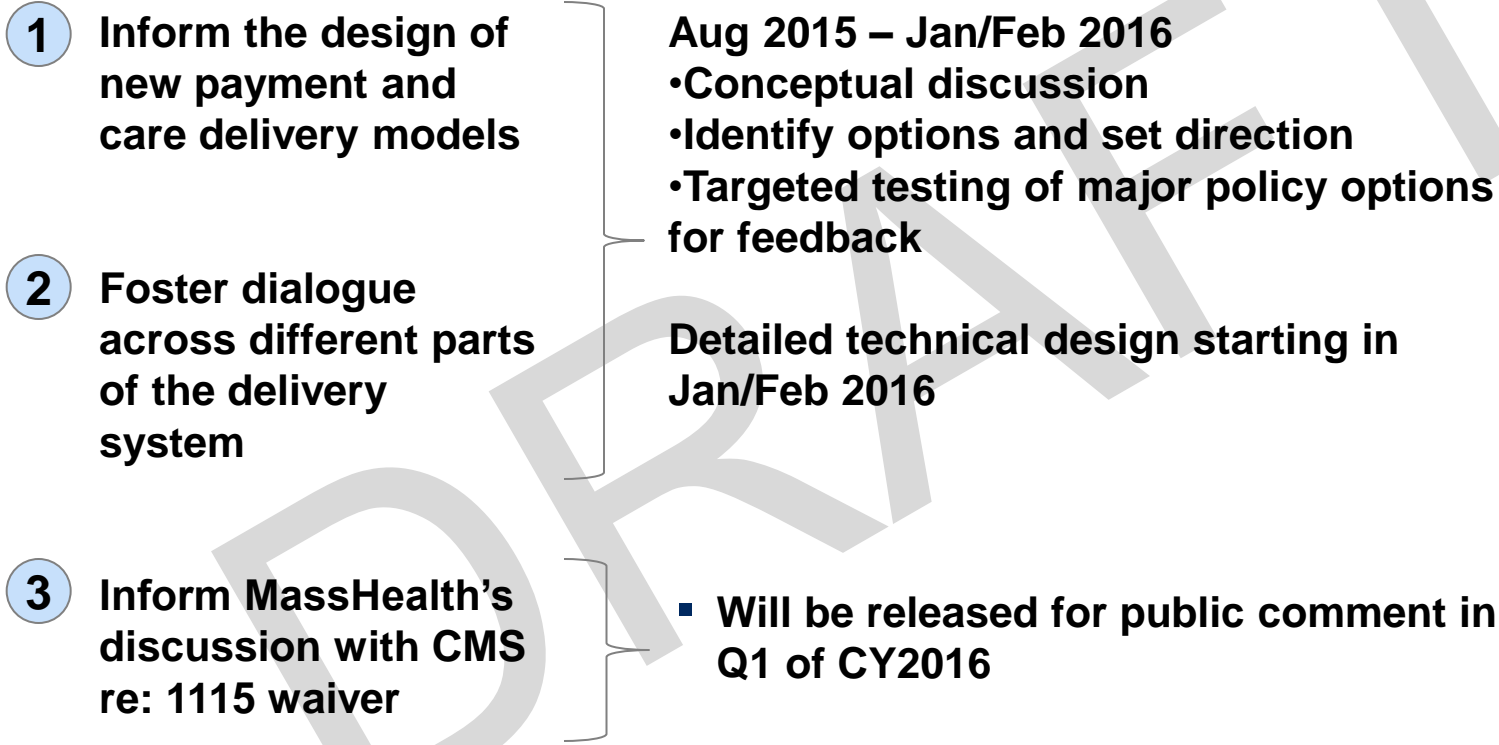 1
Inform the design of
new payment and
care delivery models
Aug 2015 – Jan/Feb 2016
•Conceptual discussion
•Identify options and set direction
•Targeted testing of major policy options
for feedback
2
Foster dialogue
across different parts
of the delivery
system
Detailed technical design starting in
Jan/Feb 2016
3
Inform MassHealth’s
discussion with CMS
re: 1115 waiver
▪ Will be released for public comment in
Q1 of CY2016
DRAFT